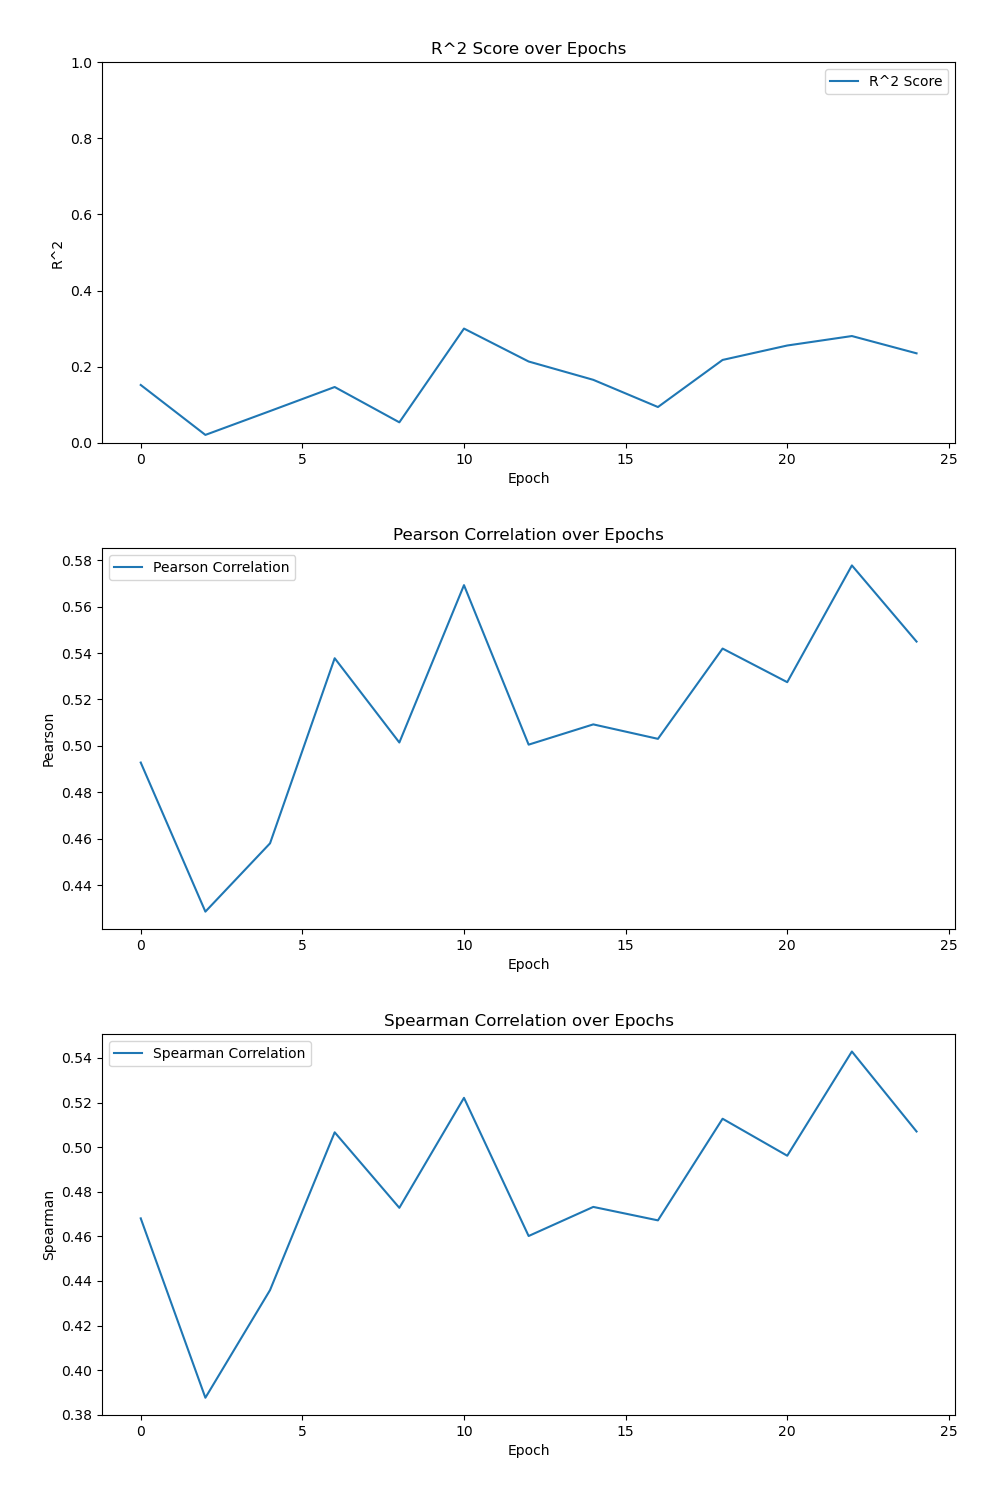 R^2 Score over Epochs
1.0
R^2 Score
0.8
0.6
R^2
0.4
0.2
0.0
0 5 10 15 20 25
Epoch
Pearson Correlation over Epochs
0.58
Pearson Correlation
0.56
0.54
0.52
Pearson
0.50
0.48
0.46
0.44
0 5 10 15 20 25
Epoch
Spearman Correlation over Epochs
0.54
Spearman Correlation
0.52
0.50
0.48
Spearman
0.46
0.44
0.42
0.40
0.38
0 5 10 15 20 25
Epoch